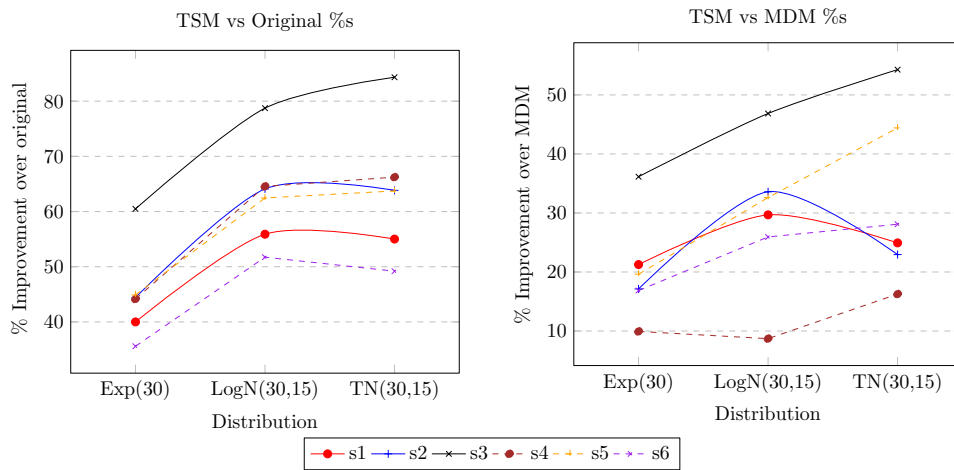 TSM vs Original %s
% Improvement over original
80
70
60
50
40
Exp(30) LogN(30,15) TN(30,15)
Distribution
TSM vs MDM %s
% Improvement over MDM
50
40
30
20
10
Exp(30) LogN(30,15) TN(30,15)
Distribution
s1 s2 s3 s4 s5 s6